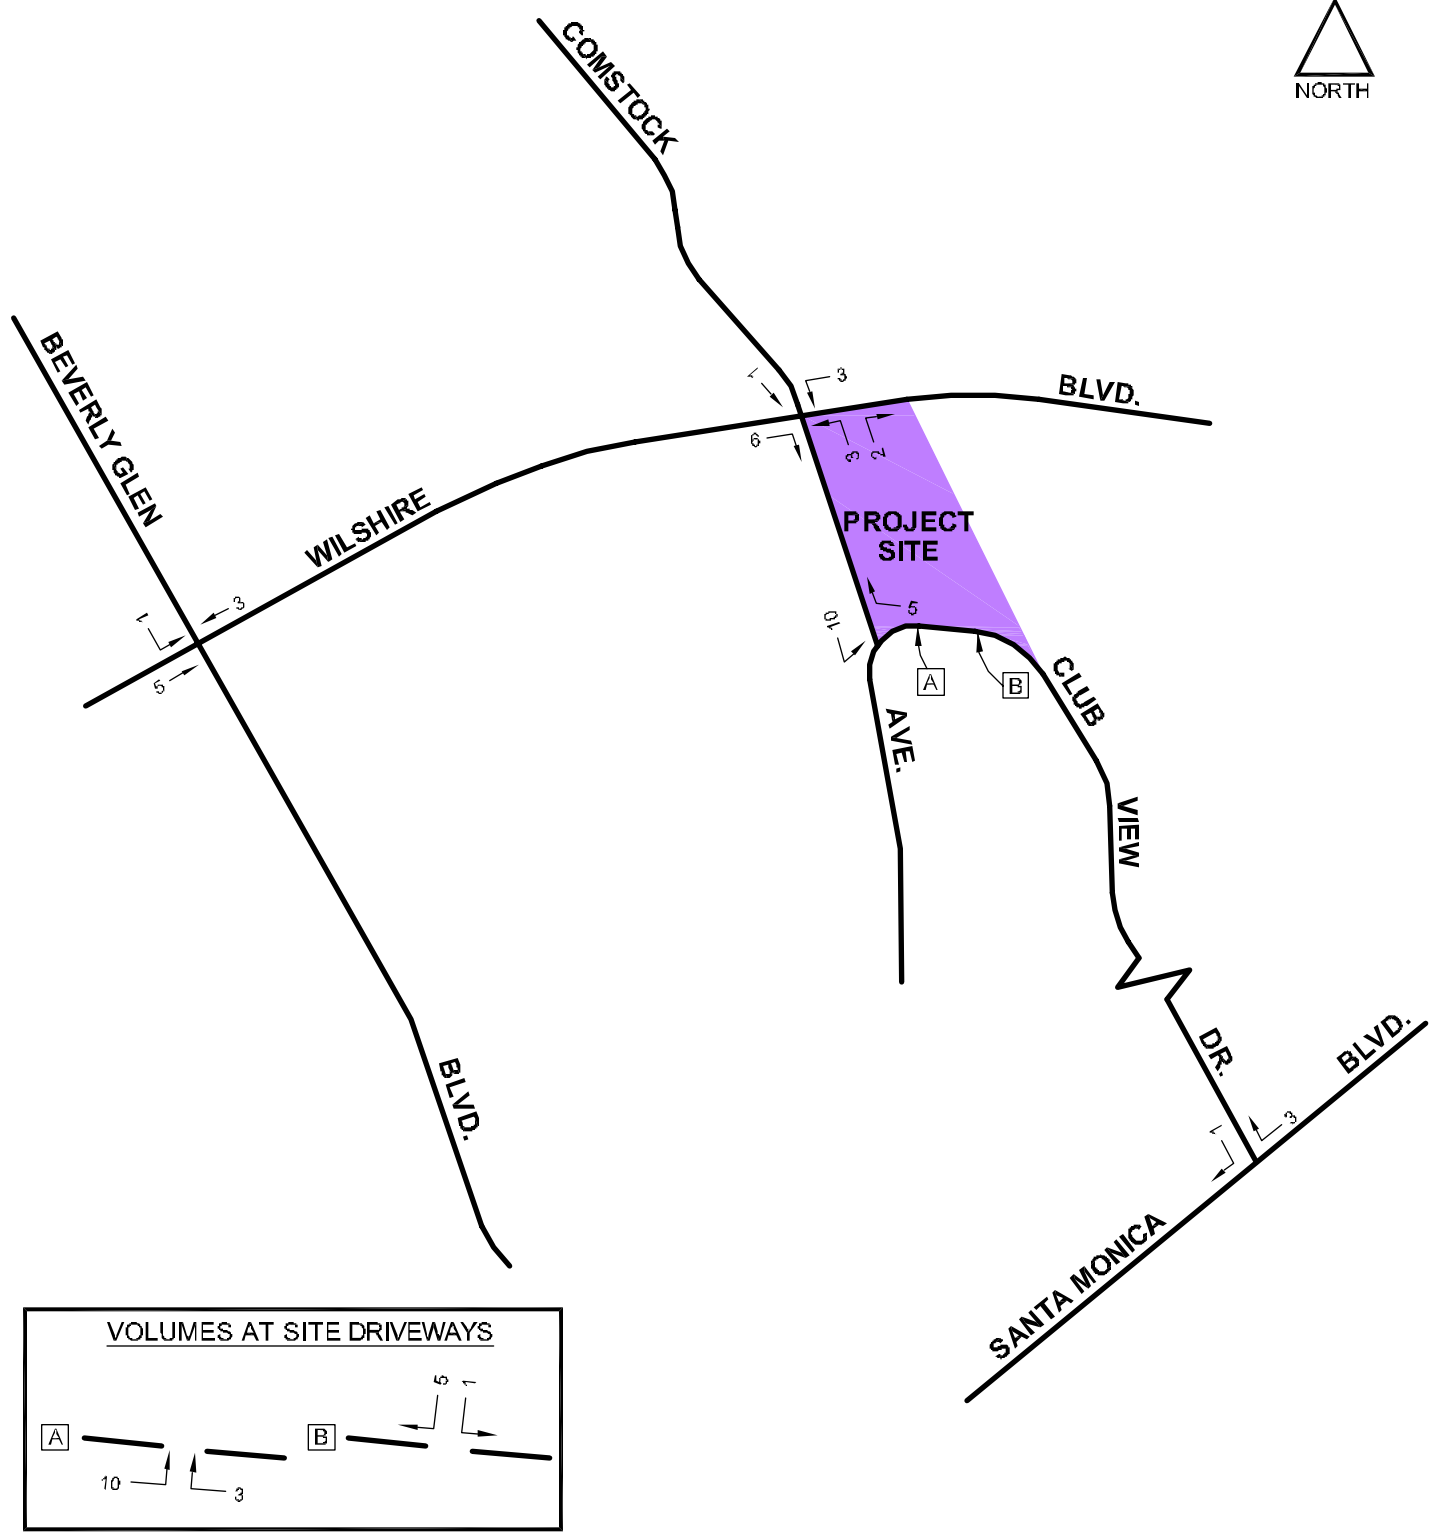 NORTH
COMSTOCK
BEVERLY GLEN
1
3
BLVD.
6
3
2
WILSHIRE
PROJECT
SITE
1
3
5
10
5
A
B
CLUB
AVE.
VIEW
DR.
BLVD.
BLVD.
1
3
SANTA MONICA
VOLUMES AT SITE DRIVEWAYS
5
1
A
B
10
3